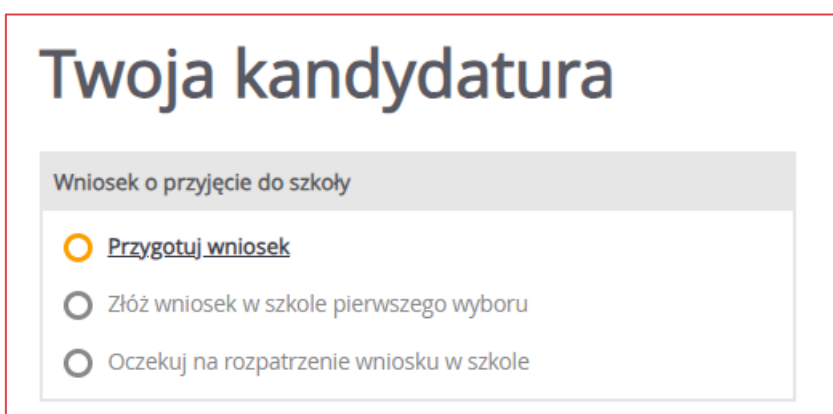 Twoja kandydatura
Wniosek o przyjęcie do szkoły
Przygotuj wniosek
Złóż wniosek w szkole pierwszego wyboru
Oczekuj na rozpatrzenie wniosku w szkole